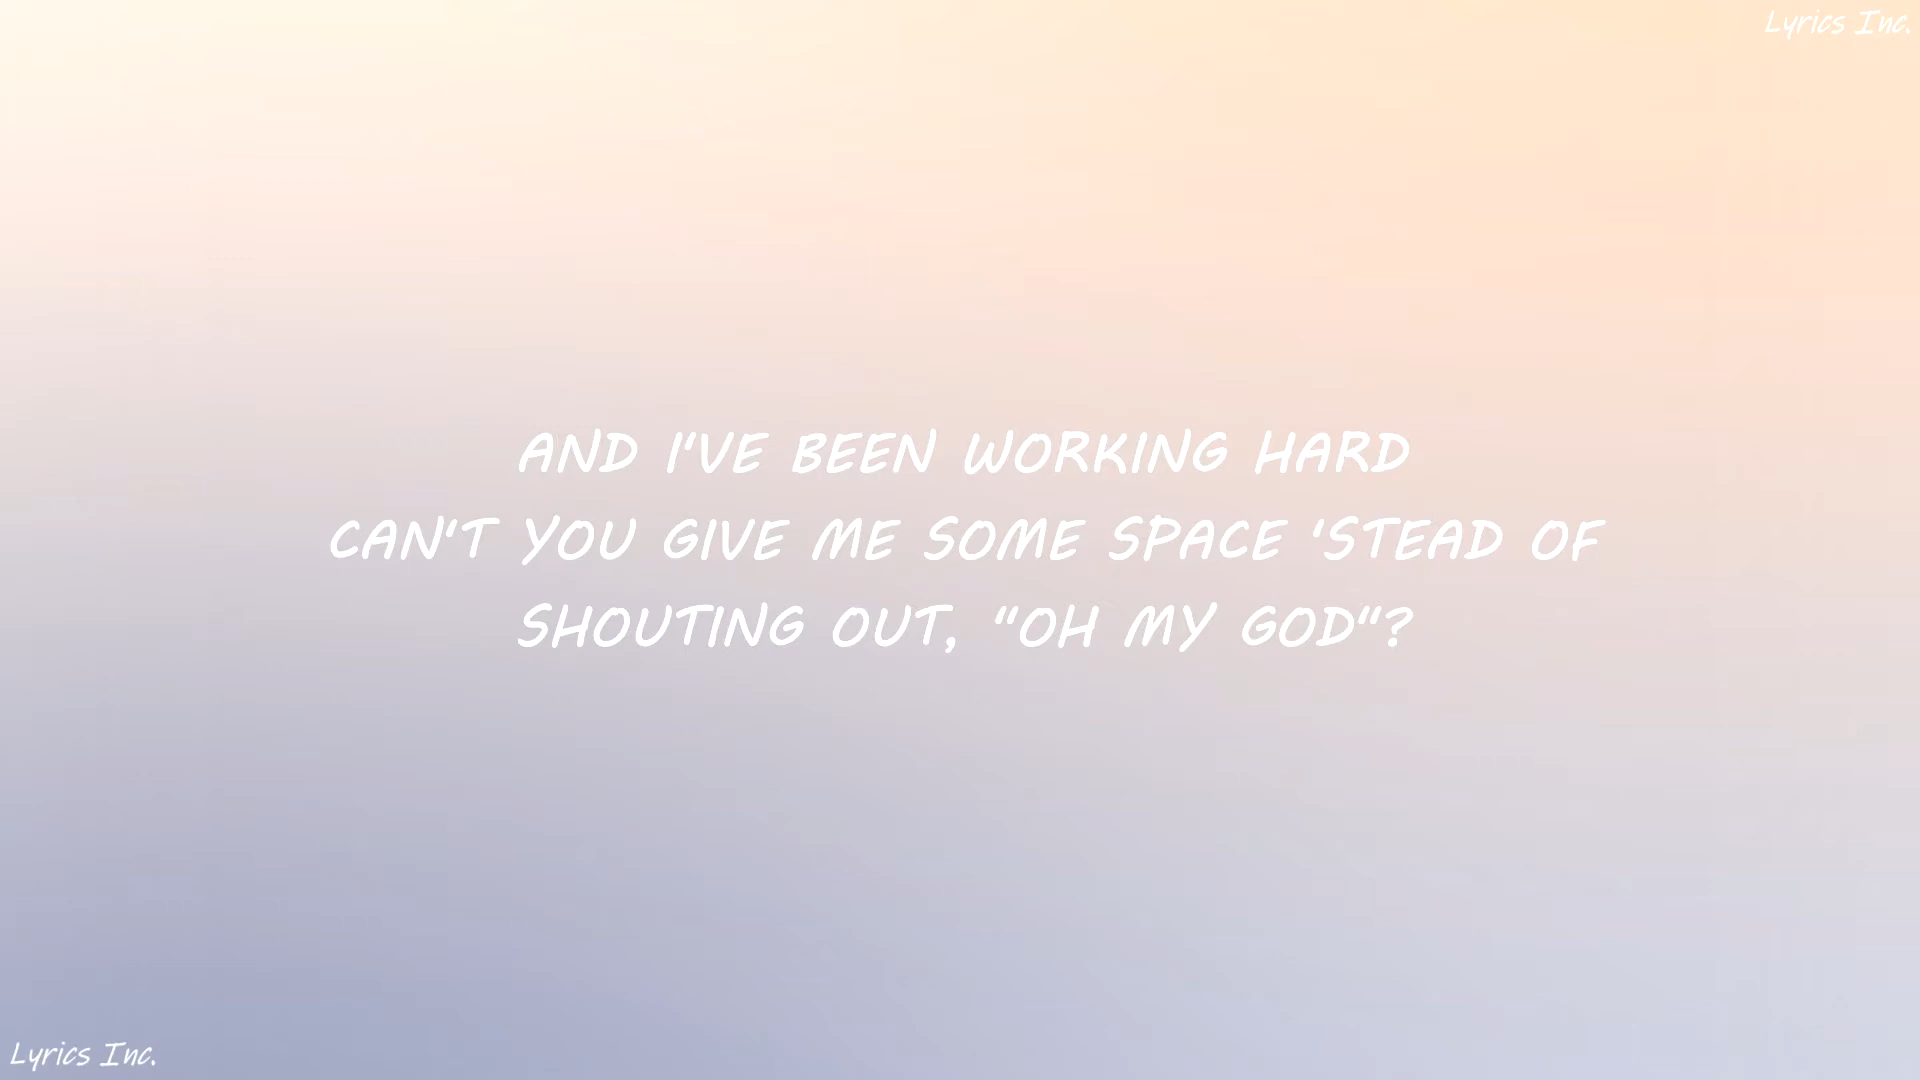 Lyrics Inc.
AND I'VE BEEN WORKING HARD
CAN'T YOU GIVE ME SOME SPACE 'STEAD OF
SHOUTING OUT, "OH MY GOD"?
Lyrics Inc.